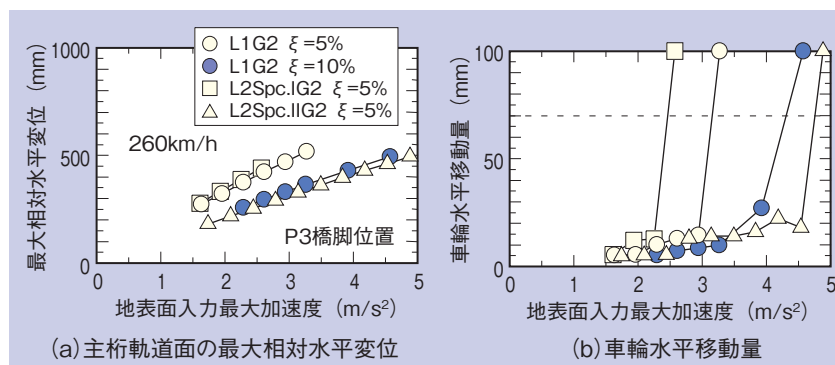 1000
500
0
最大相対水平変位（mm）
L1G2 ξ=5%
L1G2 ξ=10%
L2Spc.IG2 ξ=5%
L2Spc.IIG2 ξ=5%
260km/h
P3橋脚位置
0 1 2 3 4 5
地表面入力最大加速度（m/s²）
(a)主桁軌道面の最大相対水平変位
100
50
0
車輪水平移動量（mm）
0 1 2 3 4 5
地表面入力最大加速度（m/s²）
(b)車輪水平移動量